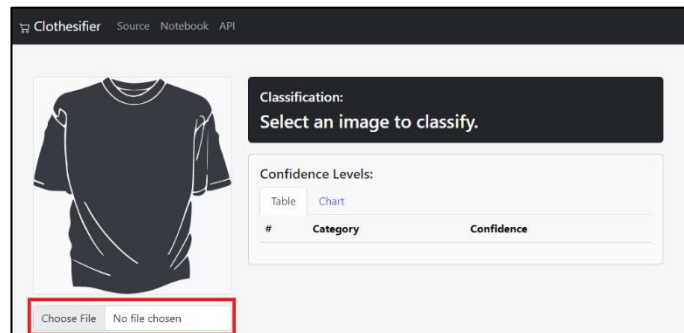 Clothesifier Source Notebook API
Classification:
Select an image to classify.
Confidence Levels:
Table Chart
# Category Confidence
Choose File No file chosen